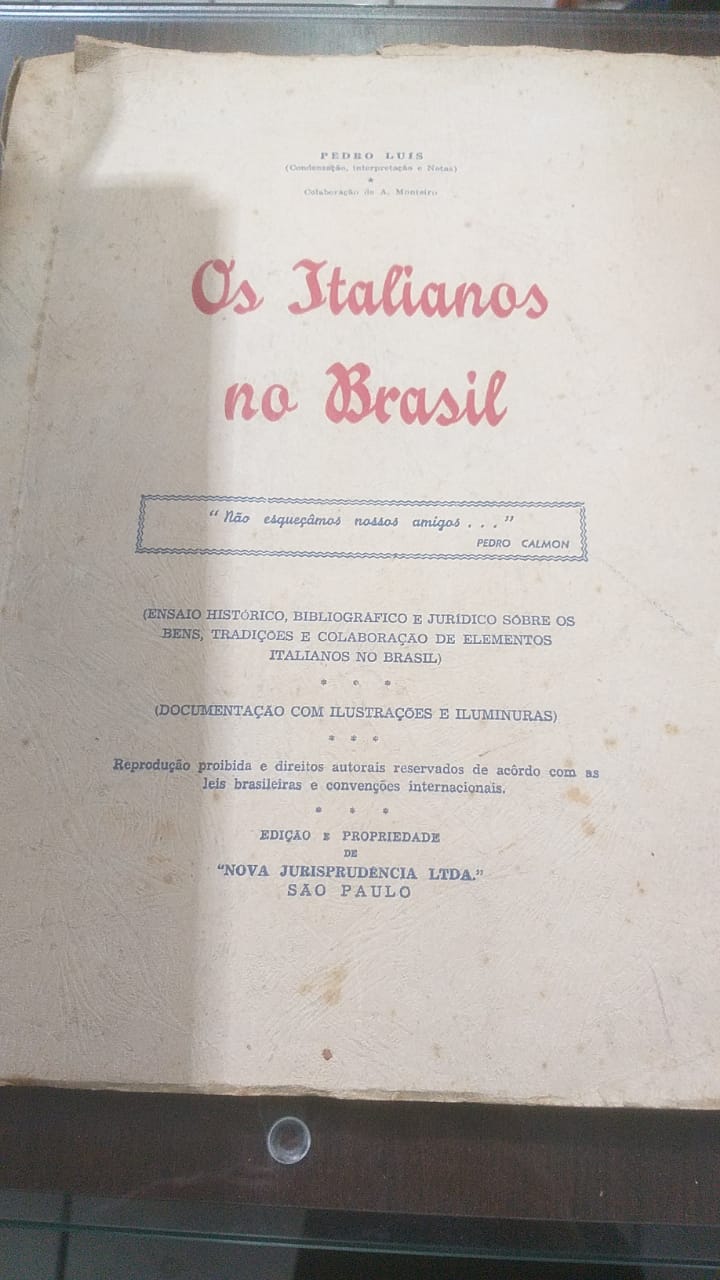 PEDRO LUÍS
(Condensação, interpretação e Notas)
*
Colaboração de A. Monteiro
Os Italianos
no Brasil
“Não esqueçâmos nossos amigos . . .”
PEDRO CALMON
(ENSAIO HISTÓRICO, BIBLIOGRAFICO E JURÍDICO SÔBRE OS
BENS, TRADIÇÕES E COLABORAÇÃO DE ELEMENTOS
ITALIANOS NO BRASIL)
* * *
(DOCUMENTAÇÃO COM ILUSTRAÇÕES E ILUMINURAS)
* * *
Reprodução proibida e direitos autorais reservados de acôrdo com as
leis brasileiras e convenções internacionais.
* * *
EDIÇÃO E PROPRIEDADE
DE
“NOVA JURISPRUDÊNCIA LTDA.”
SÃO PAULO